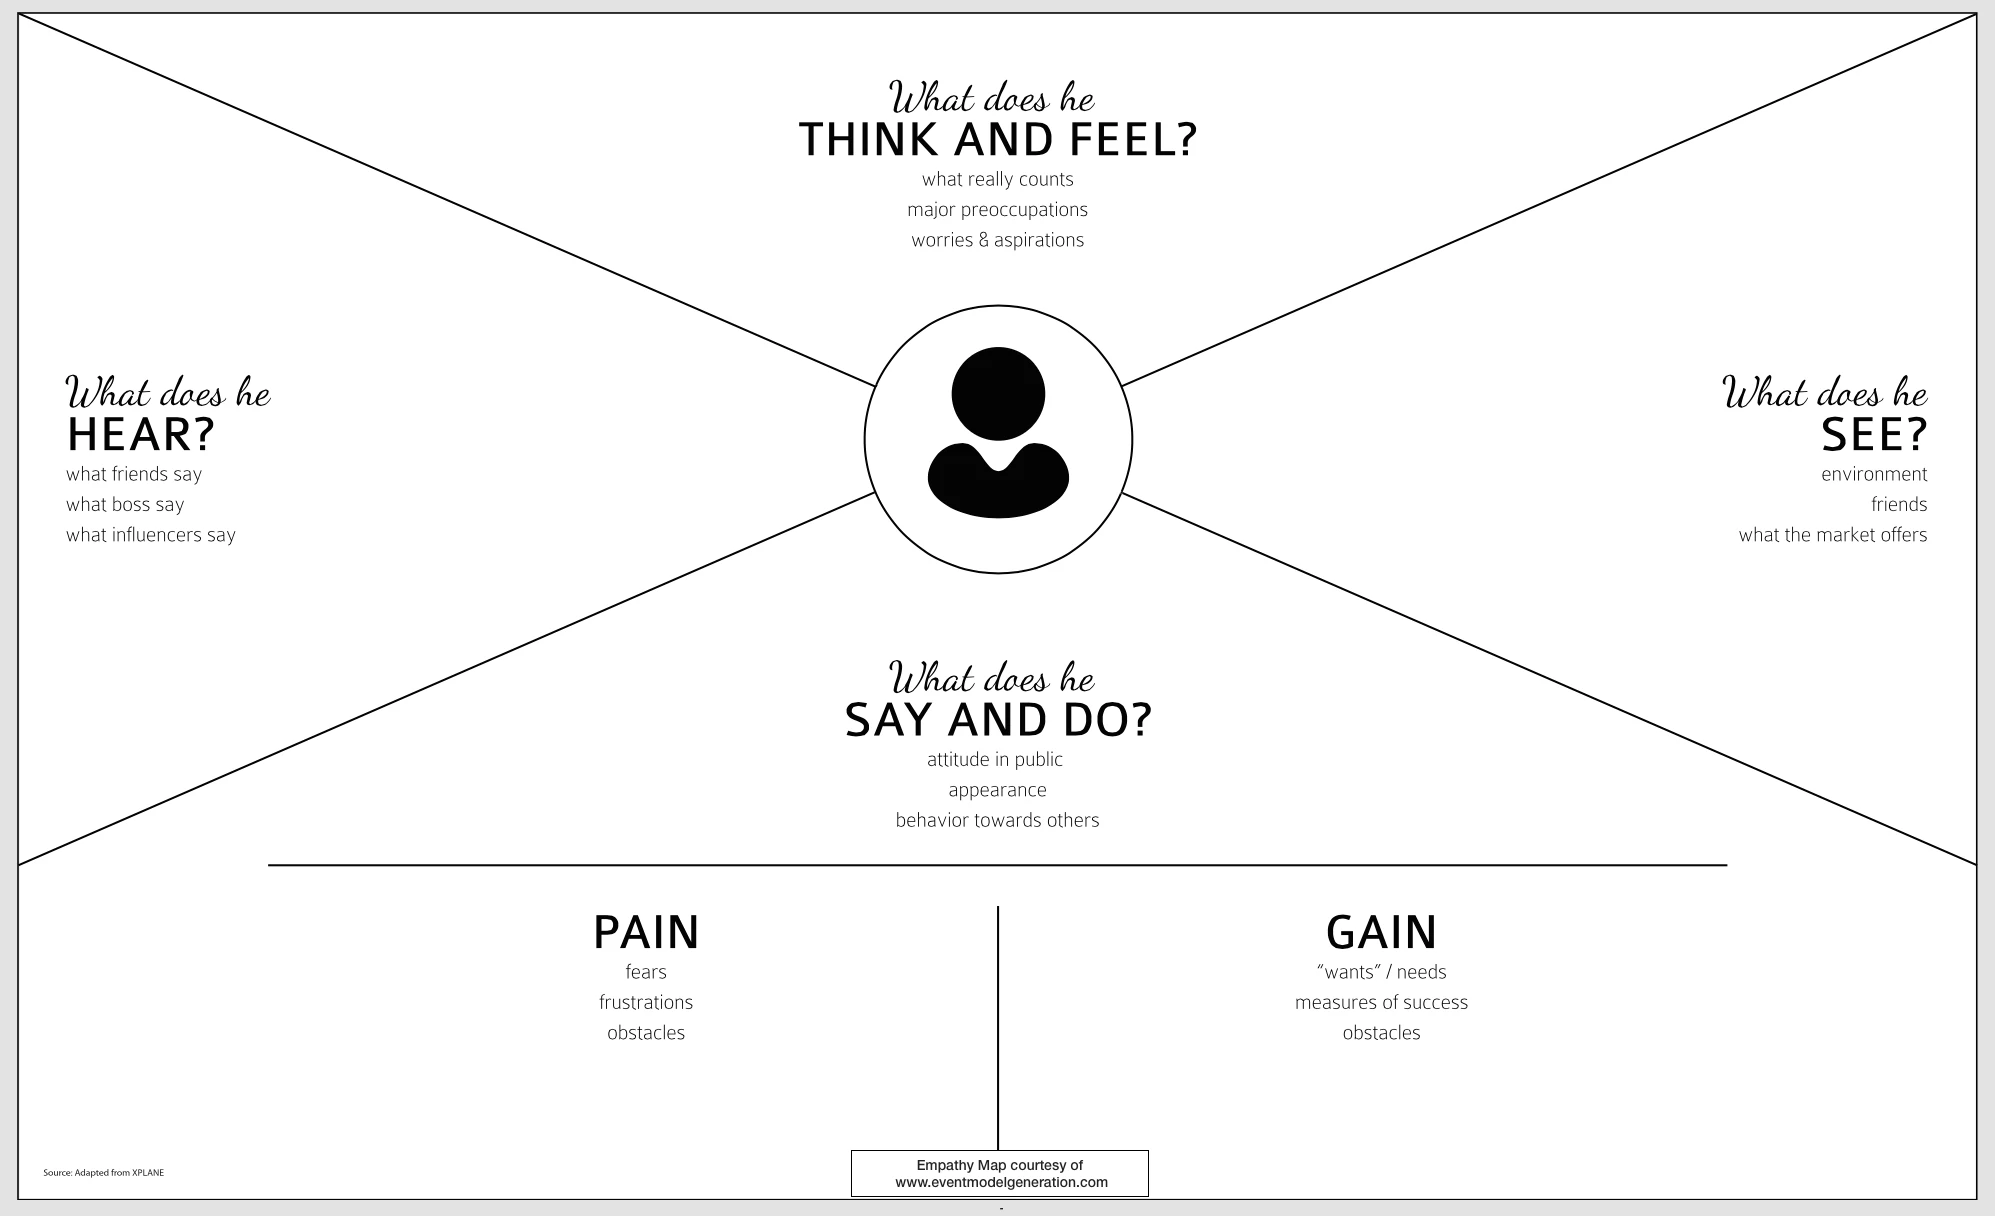 What does he
THINK AND FEEL?
what really counts
major preoccupations
worries & aspirations
What does he
HEAR?
what friends say
what boss say
what influencers say
What does he
SEE?
environment
friends
what the market offers
What does he
SAY AND DO?
attitude in public
appearance
behavior towards others
PAIN
fears
frustrations
obstacles
GAIN
“wants” / needs
measures of success
obstacles
Source: Adapted from XPLANE
Empathy Map courtesy of
www.eventmodelgeneration.com
-